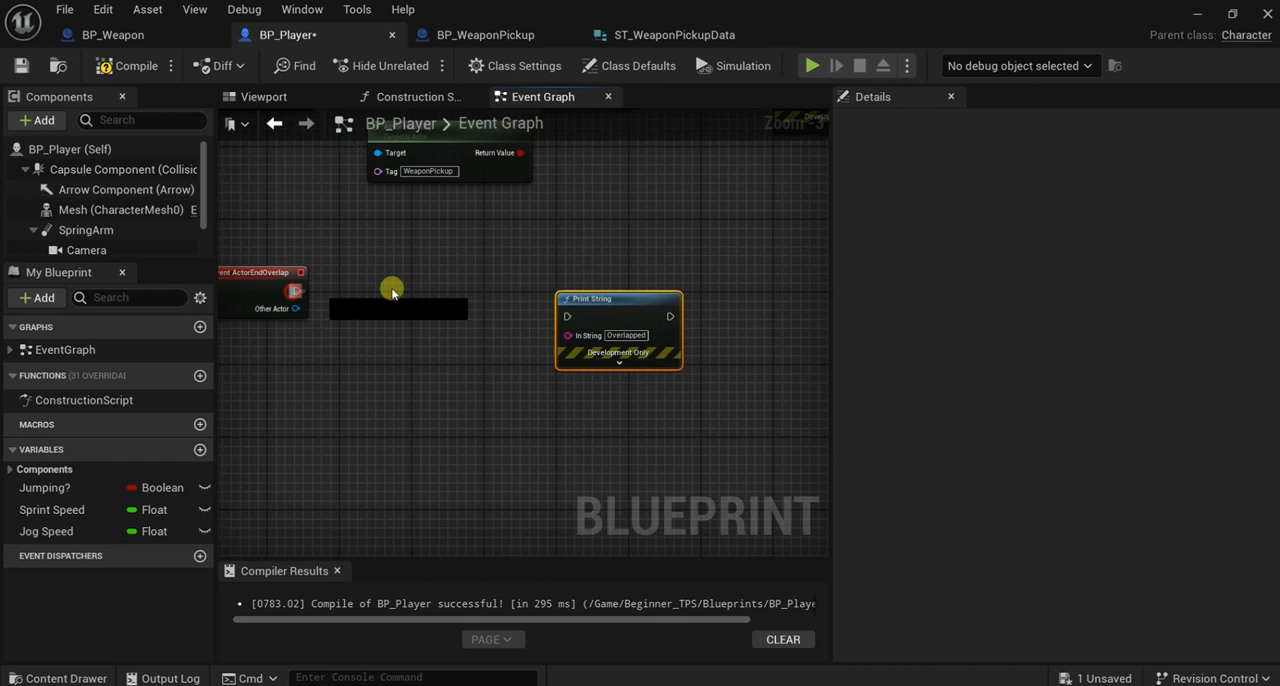 File Edit Asset View Debug Window Tools Help
BP_Weapon BP_Player* BP_WeaponPickup ST_WeaponPickupData Parent class: Character
Compile Diff Find Hide Unrelated Class Settings Class Defaults Simulation No debug object selected
Components Viewport Construction S... Event Graph Details
Add Search BP_Player Event Graph Zoom -3
BP_Player (Self)
Capsule Component (Collisic
Arrow Component (Arrow)
Mesh (CharacterMesh0) E
SpringArm
Camera
Target Return Value
Tag WeaponPickup
My Blueprint
Add Search
GRAPHS
EventGraph
FUNCTIONS (31 OVERRIDAI
ConstructionScript
MACROS
VARIABLES
Components
Jumping? Boolean
Sprint Speed Float
Jog Speed Float
EVENT DISPATCHERS
ent ActorEndOverlap
Other Actor
Print String
In String Overlapped
Development Only
BLUEPRINT
Compiler Results
• [0783.02] Compile of BP_Player successful! [in 295 ms] (/Game/Beginner_TPS/Blueprints/BP_Playe
PAGE CLEAR
Content Drawer Output Log Cmd Enter Console Command 1 Unsaved Revision Control